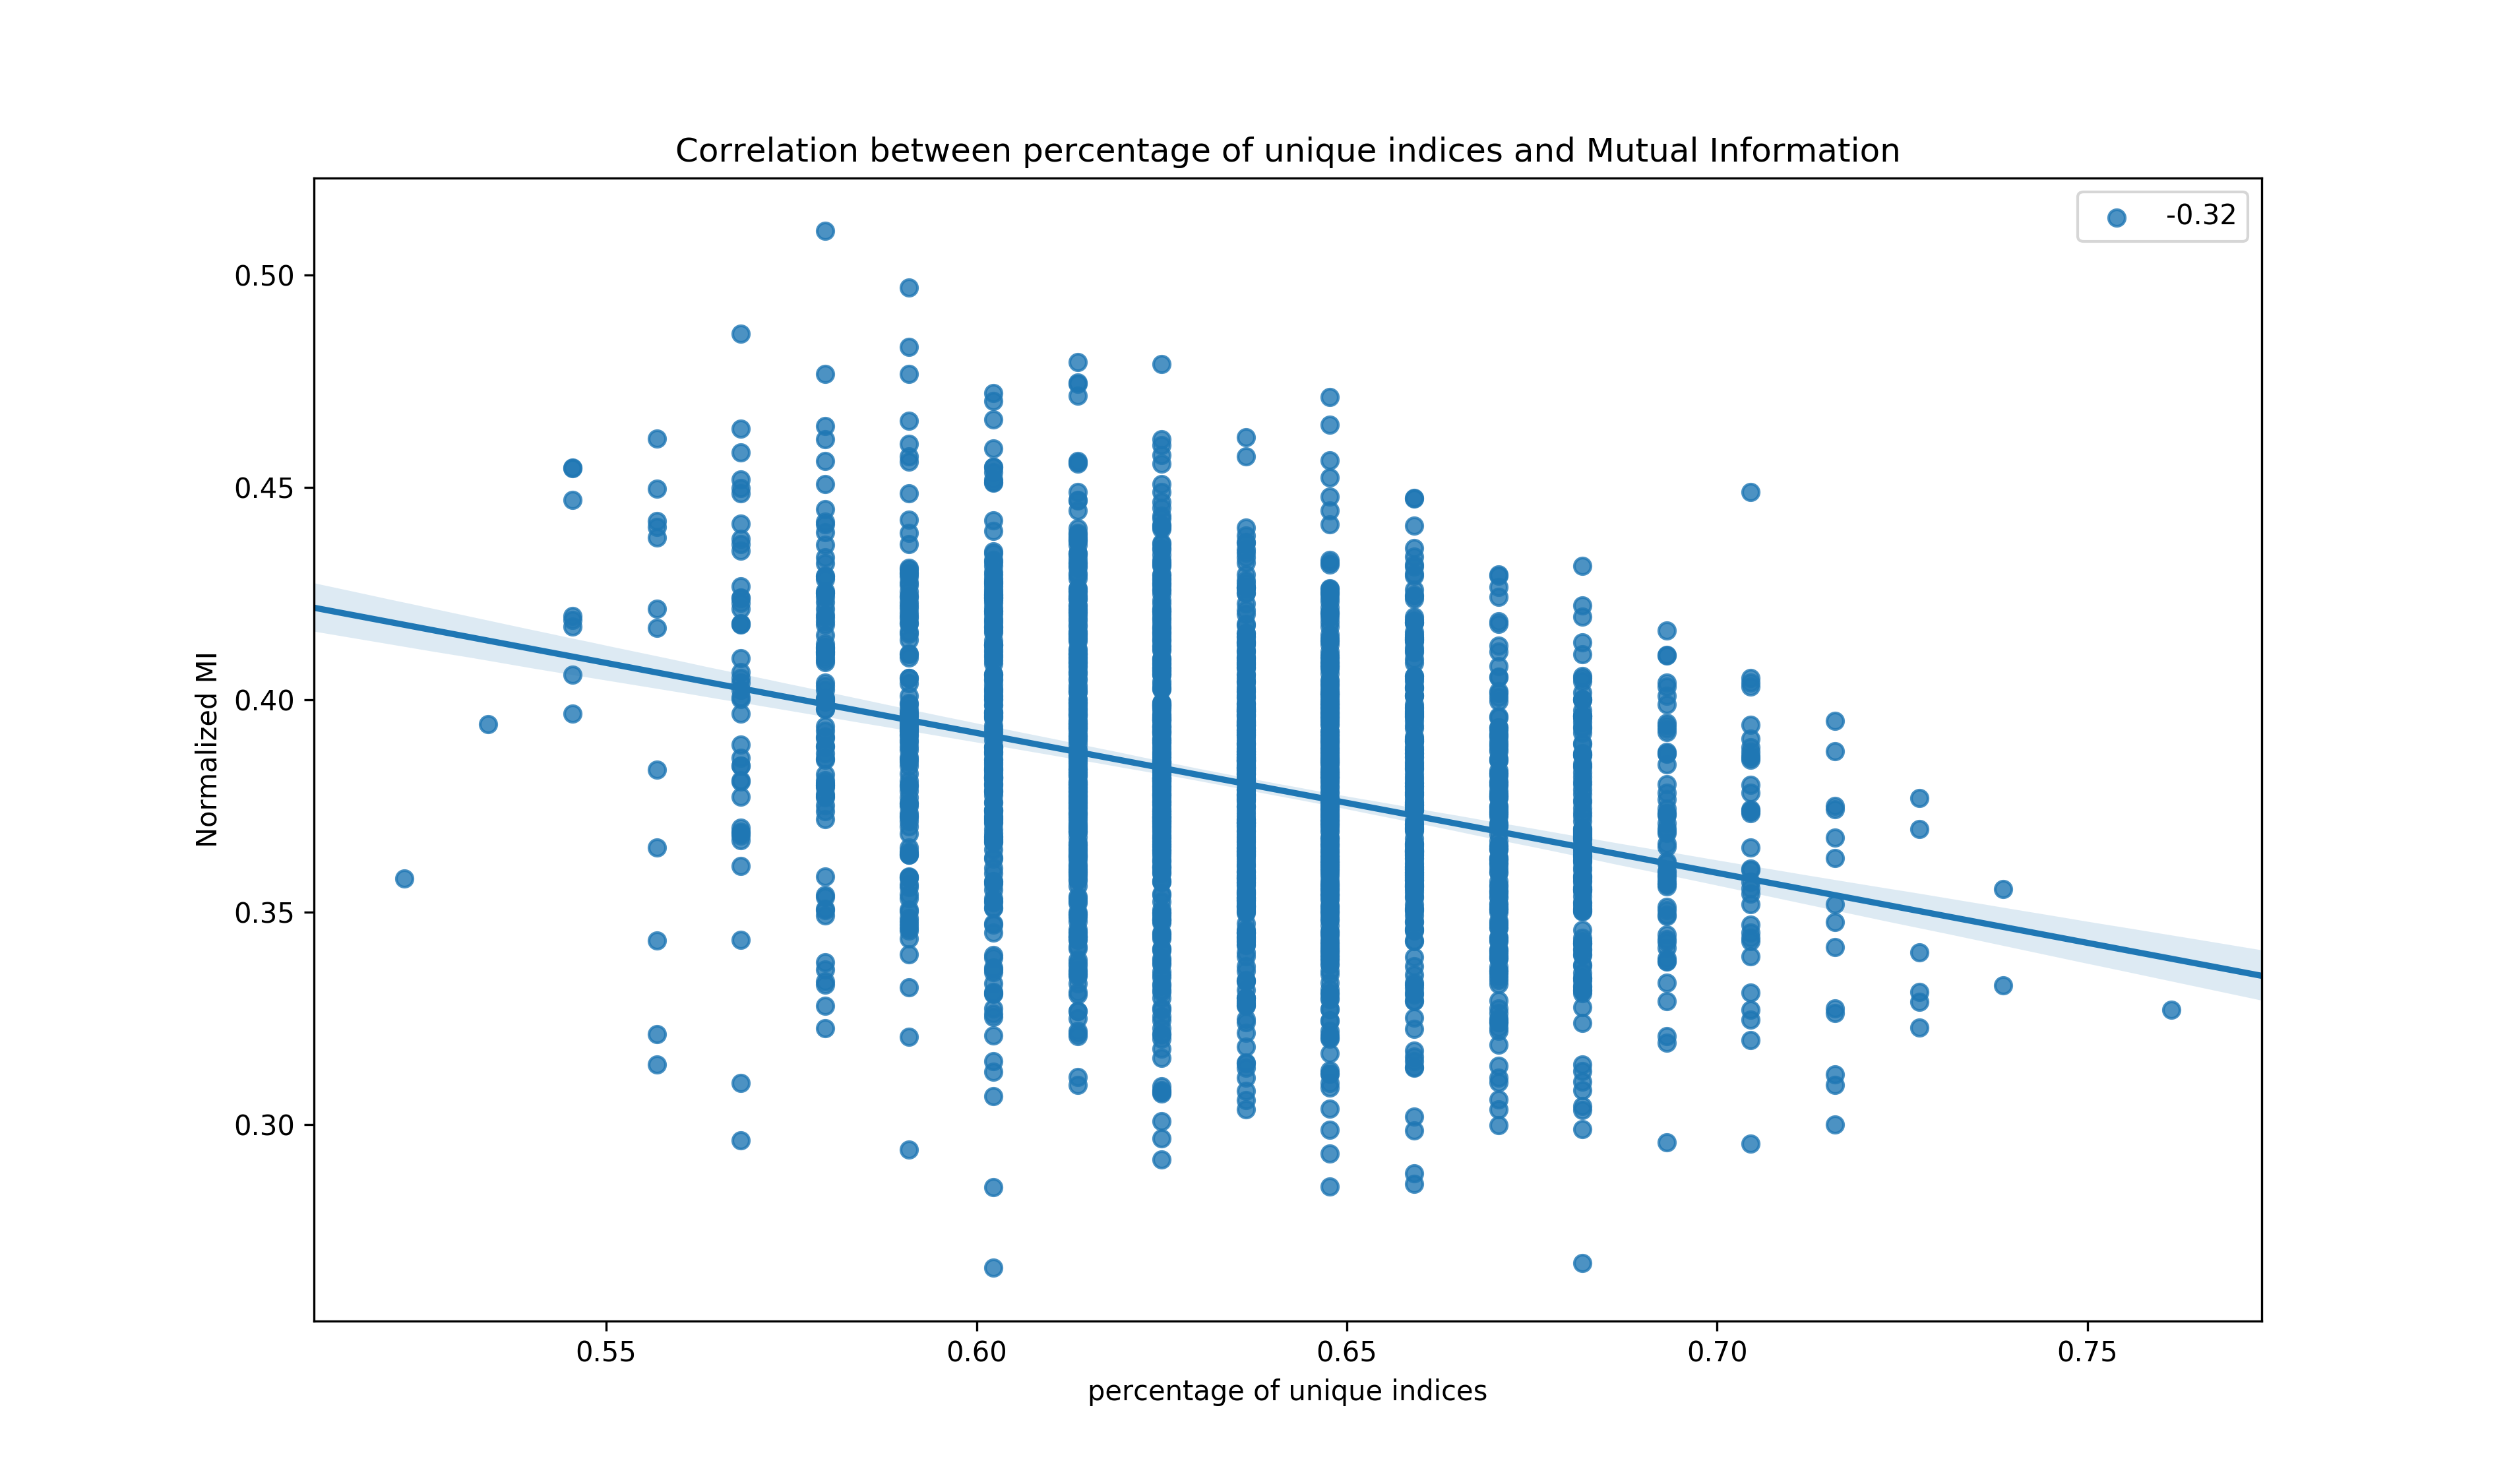 Correlation between percentage of unique indices and Mutual Information
-0.32
0.50
0.45
0.40
0.35
0.30
Normalized MI
0.55 0.60 0.65 0.70 0.75
percentage of unique indices